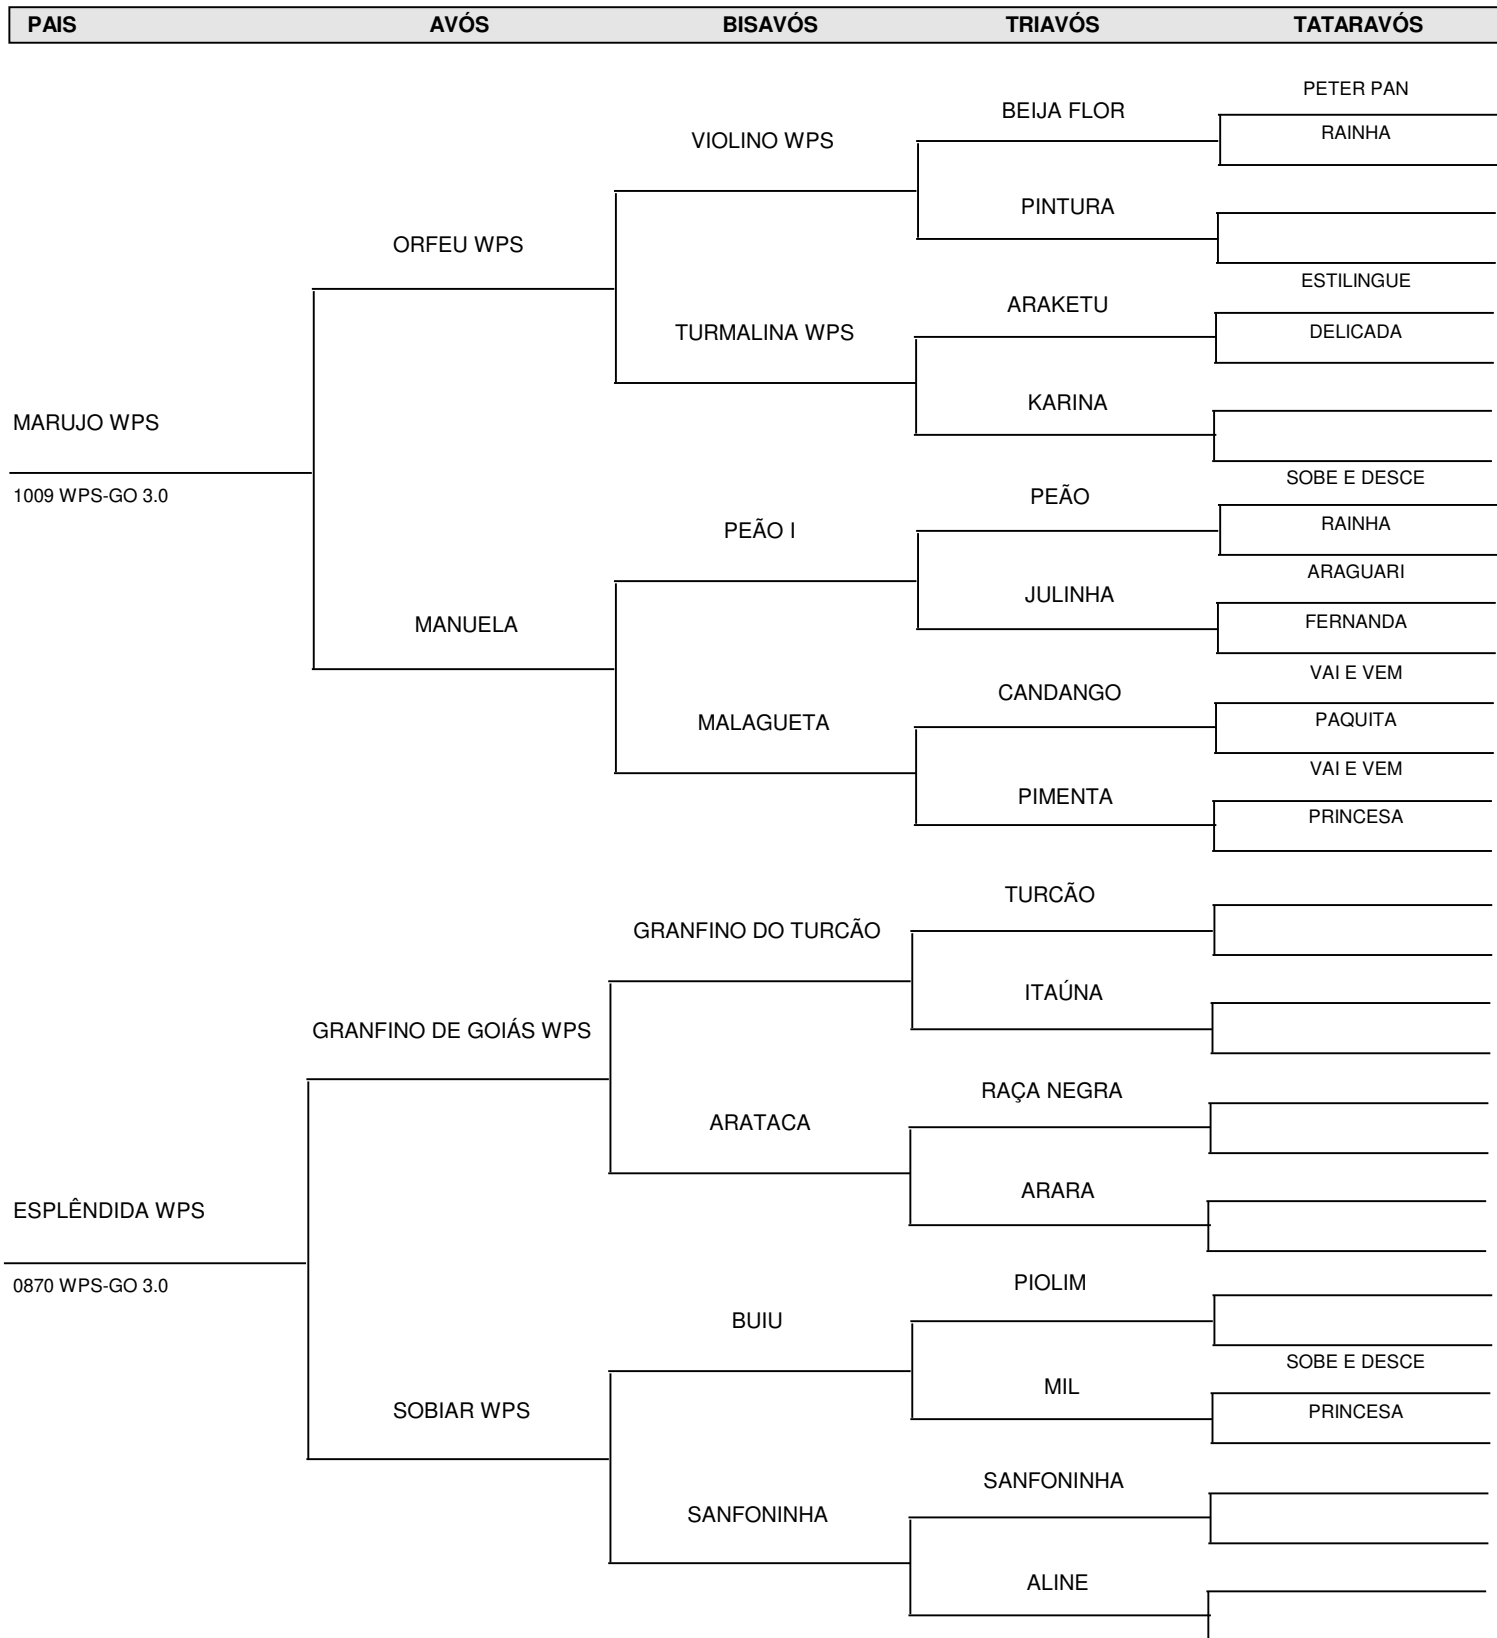 PAIS AVÓS BISAVÓS TRIAVÓS TATARAVÓS
PETER PAN
BEIJA FLOR
RAINHA
VIOLINO WPS
PINTURA
ORFEU WPS
ESTILINGUE
ARAKETU
DELICADA
TURMALINA WPS
KARINA
MARUJO WPS
SOBE E DESCE
1009 WPS-GO 3.0
PEÃO
RAINHA
PEÃO I
ARAGUARI
JULINHA
FERNANDA
MANUELA
VAI E VEM
CANDANGO
PAQUITA
MALAGUETA
VAI E VEM
PIMENTA
PRINCESA
TURCÃO
GRANFINO DO TURCÃO
ITAÚNA
GRANFINO DE GOIÁS WPS
RAÇA NEGRA
ARATACA
ARARA
ESPLÊNDIDA WPS
0870 WPS-GO 3.0
PIOLIM
BUIU
SOBE E DESCE
MIL
SOBIAR WPS
PRINCESA
SANFONINHA
SANFONINHA
ALINE